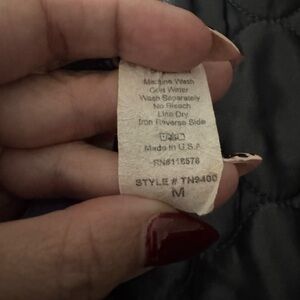 Machine Wash
Cold Water
Wash Separately
No Bleach
Line Dry
Iron Reverse Side
Made in U.S.A
RN#118578
STYLE # TN9400
M